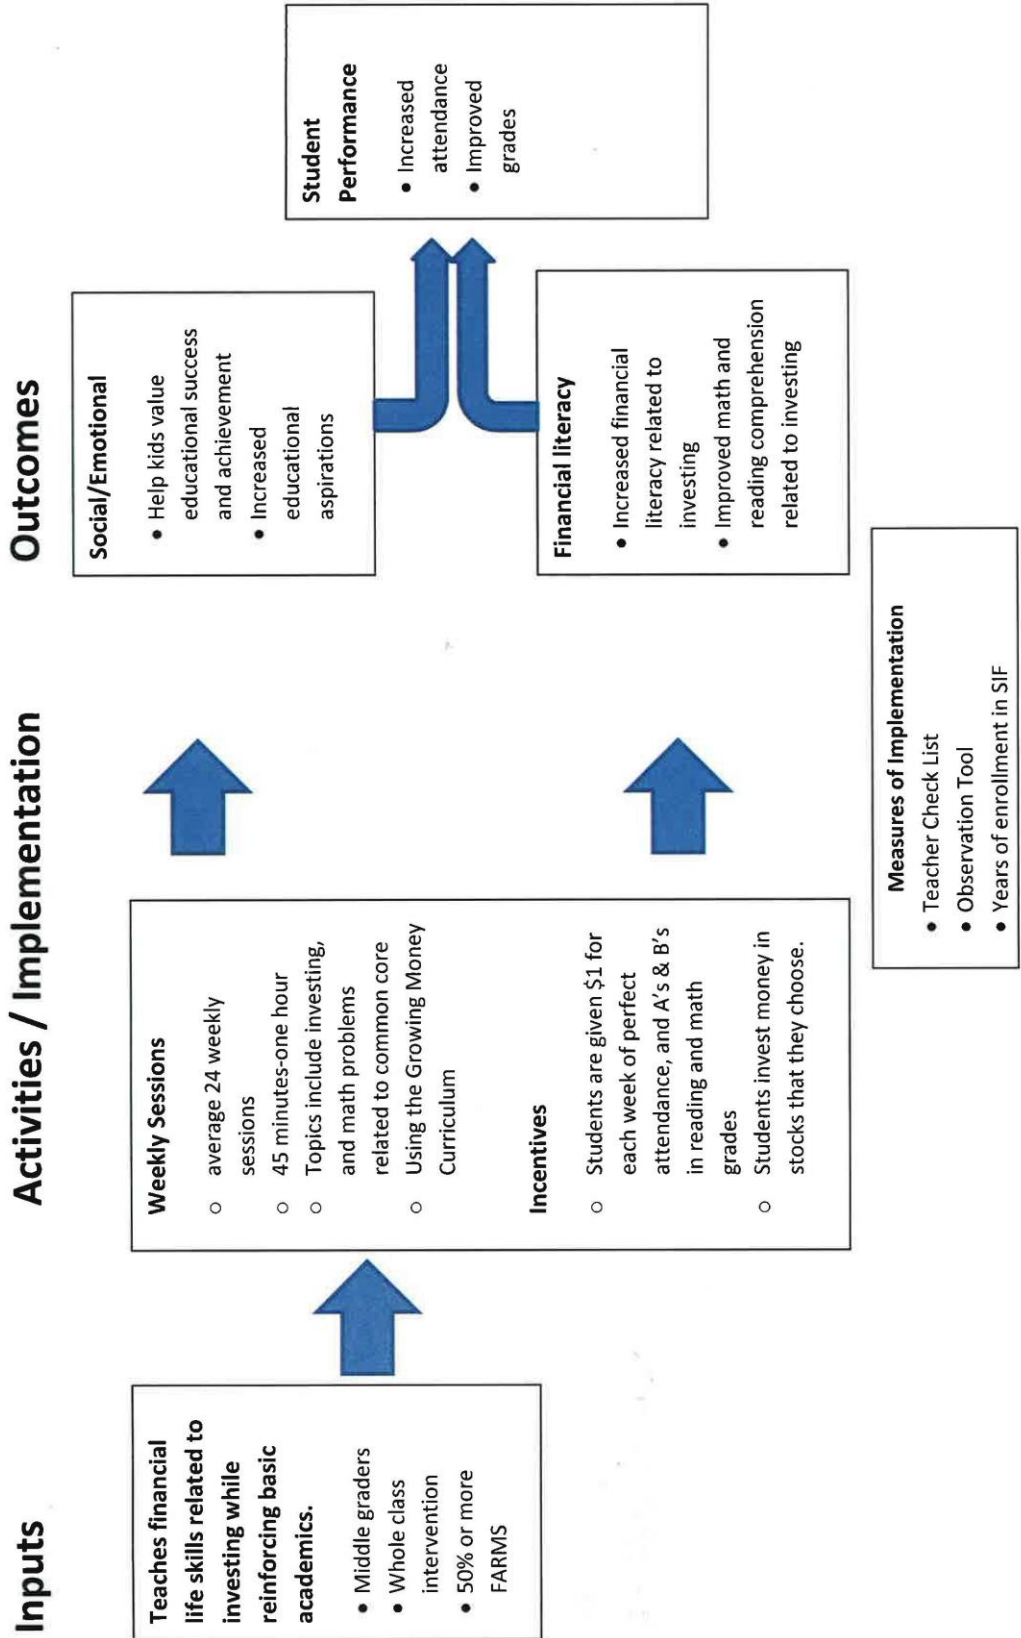 Inputs
Teaches financial
life skills related to
investing while
reinforcing basic
academics.
• Middle graders
• Whole class
intervention
• 50% or more
FARMS
Activities / Implementation
Weekly Sessions
○ average 24 weekly
sessions
○ 45 minutes-one hour
○ Topics include investing,
and math problems
related to common core
○ Using the Growing Money
Curriculum
Incentives
○ Students are given $1 for
each week of perfect
attendance, and A's & B's
in reading and math
grades
○ Students invest money in
stocks that they choose.
Outcomes
Social/Emotional
• Help kids value
educational success
and achievement
• Increased
educational
aspirations
Financial literacy
• Increased financial
literacy related to
investing
• Improved math and
reading comprehension
related to investing
Student
Performance
• Increased
attendance
• Improved
grades
Measures of Implementation
• Teacher Check List
• Observation Tool
• Years of enrollment in SIF